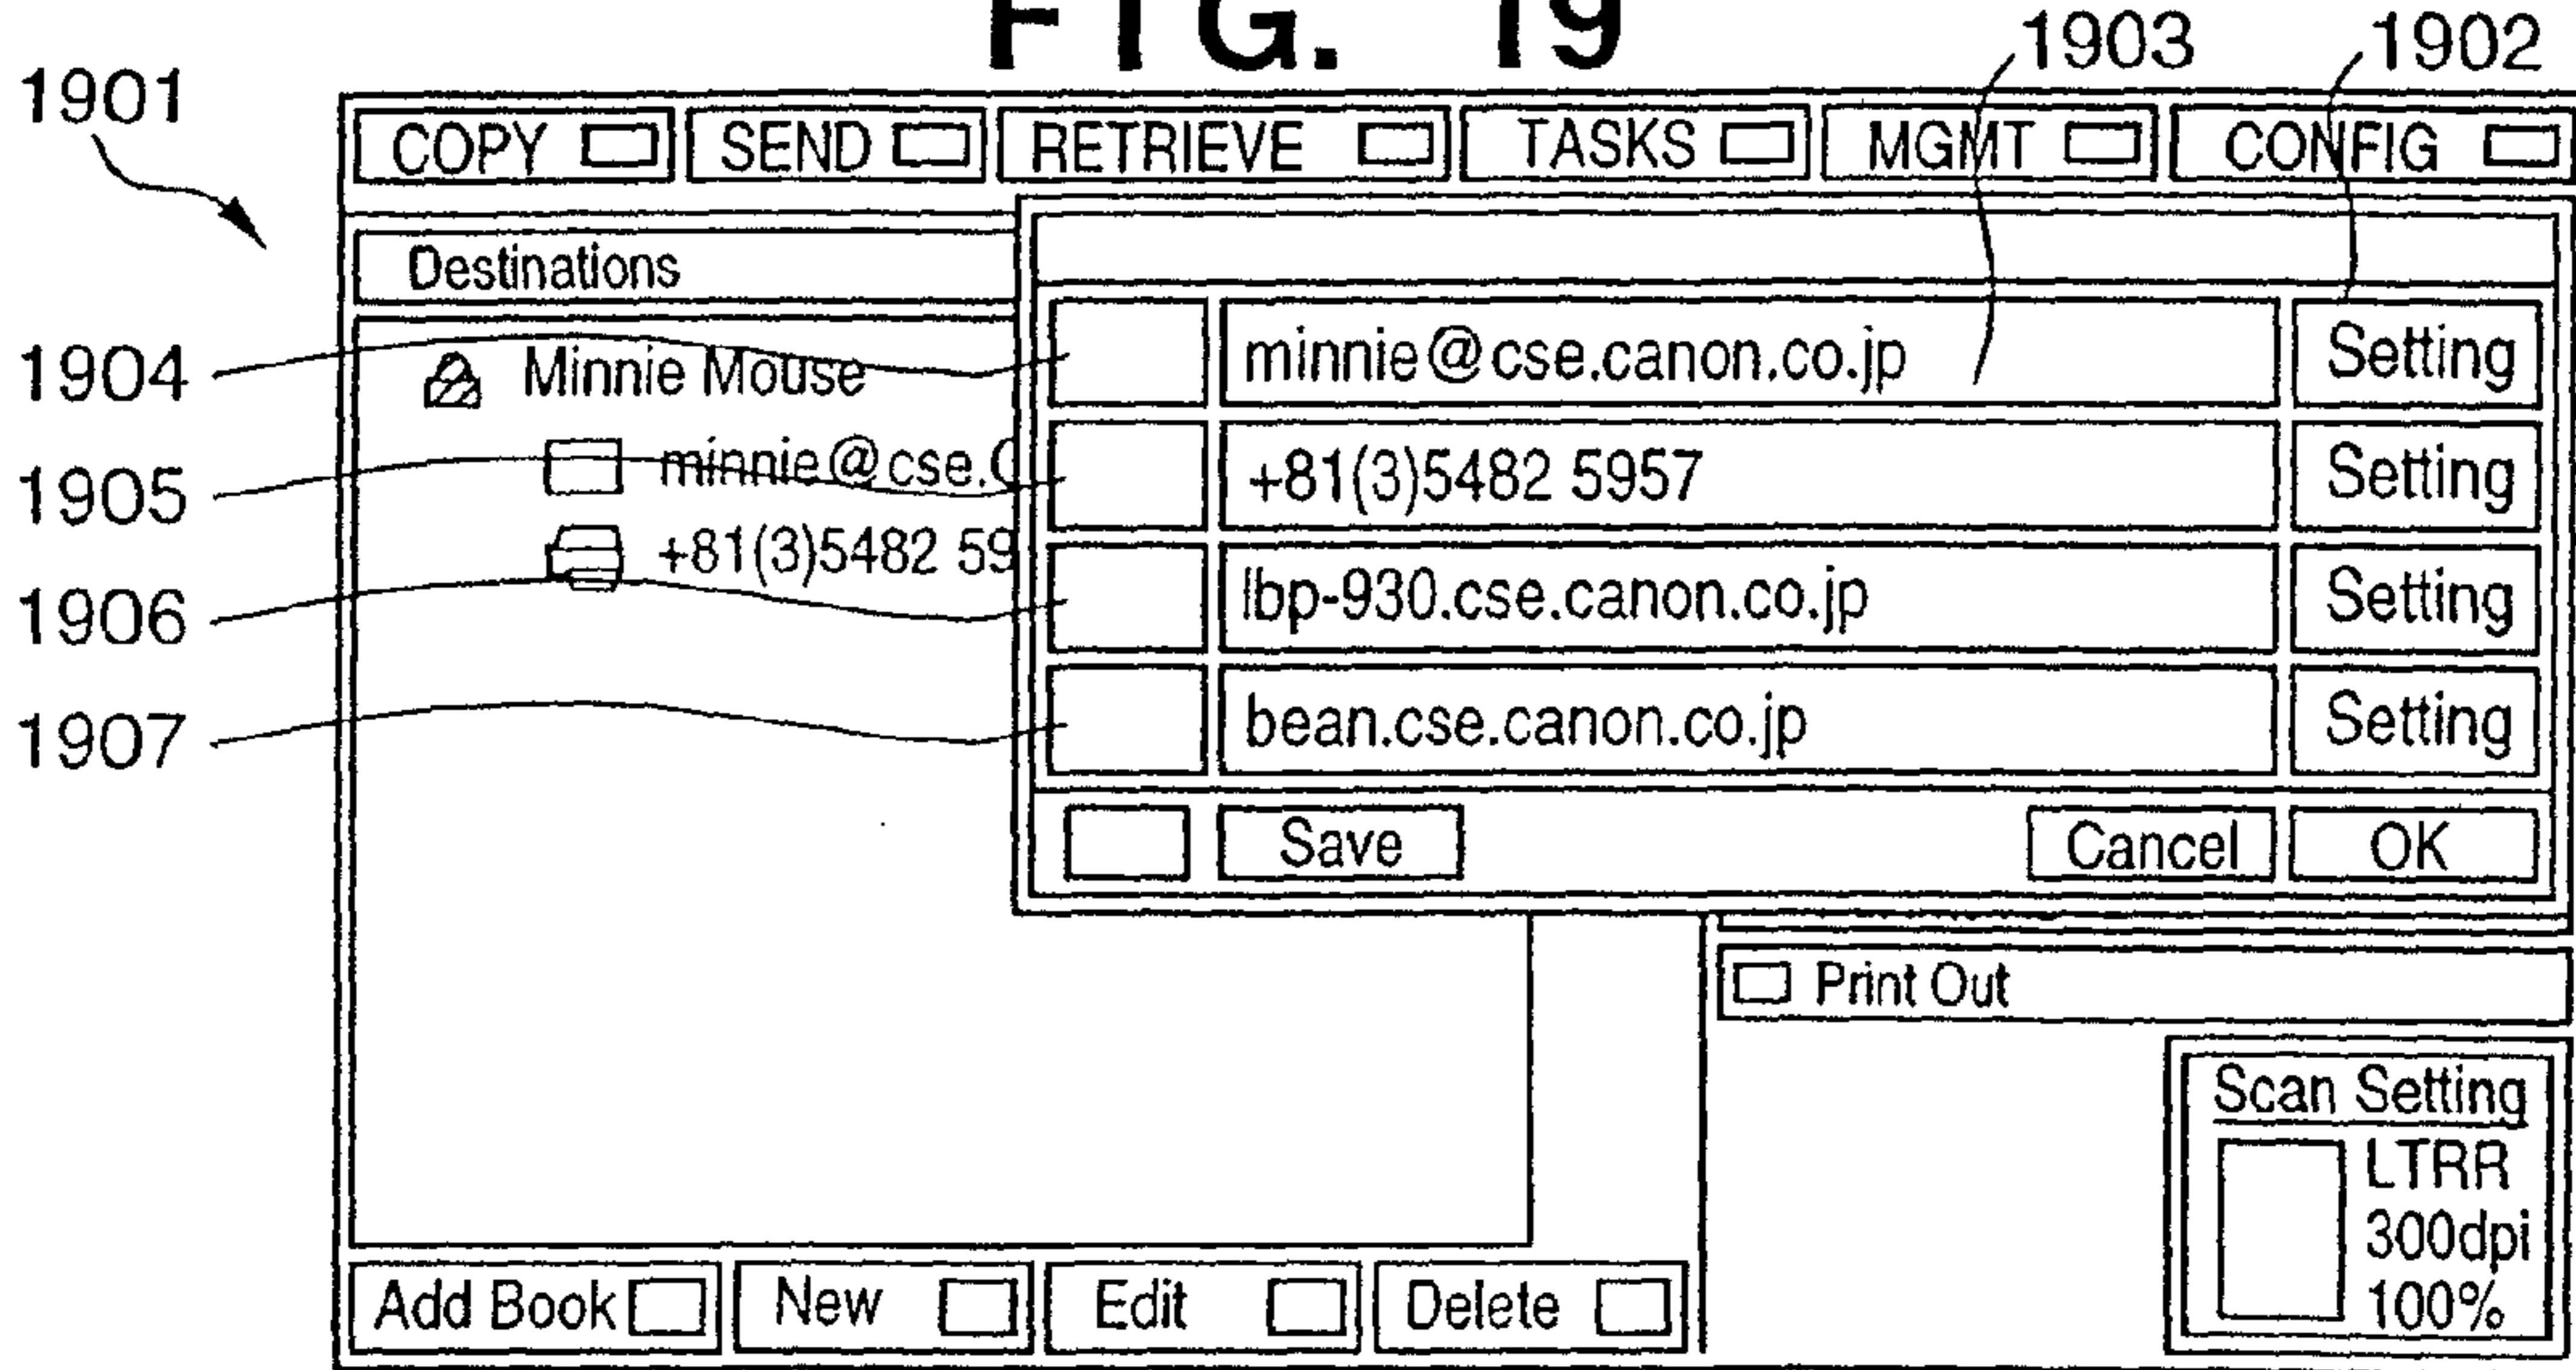 FIG. 19
1903 1902
1901
COPY SEND RETRIEVE TASKS MGMT CONFIG
Destinations
1904 Minnie Mouse minnie@cse.canon.co.jp Setting
1905 minnie@cse.C +81(3)5482 5957 Setting
1906 +81(3)5482 59 lbp-930.cse.canon.co.jp Setting
1907 bean.cse.canon.co.jp Setting
Save Cancel OK
Print Out
Scan Setting
LTRR
300dpi
100%
Add Book New Edit Delete